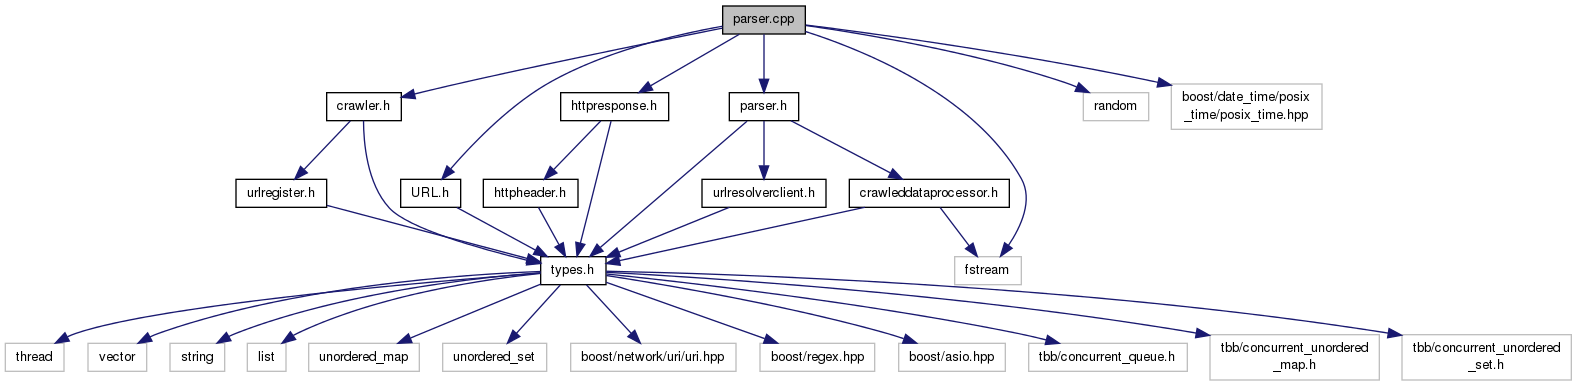 parser.cpp
crawler.h
httpresponse.h
parser.h
random
boost/date_time/posix
_time/posix_time.hpp
urlregister.h
URL.h
httpheader.h
urlresolverclient.h
crawleddataprocessor.h
types.h
fstream
thread
vector
string
list
unordered_map
unordered_set
boost/network/uri/uri.hpp
boost/regex.hpp
boost/asio.hpp
tbb/concurrent_queue.h
tbb/concurrent_unordered
_map.h
tbb/concurrent_unordered
_set.h